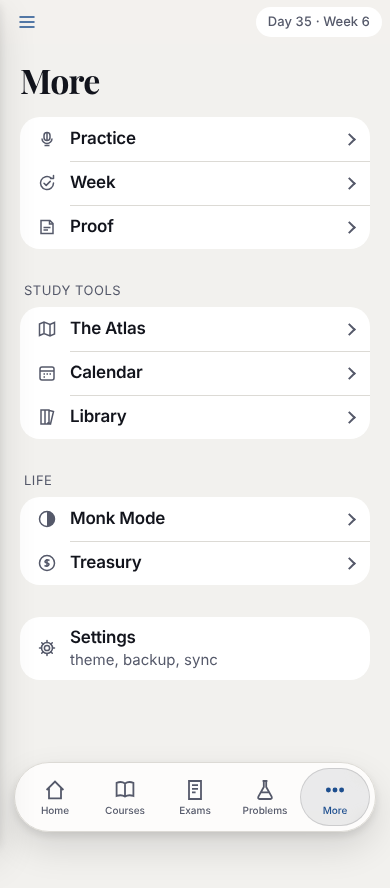 Day 35 · Week 6
More
Practice
Week
Proof
STUDY TOOLS
The Atlas
Calendar
Library
LIFE
Monk Mode
Treasury
Settings
theme, backup, sync
Home
Courses
Exams
Problems
More